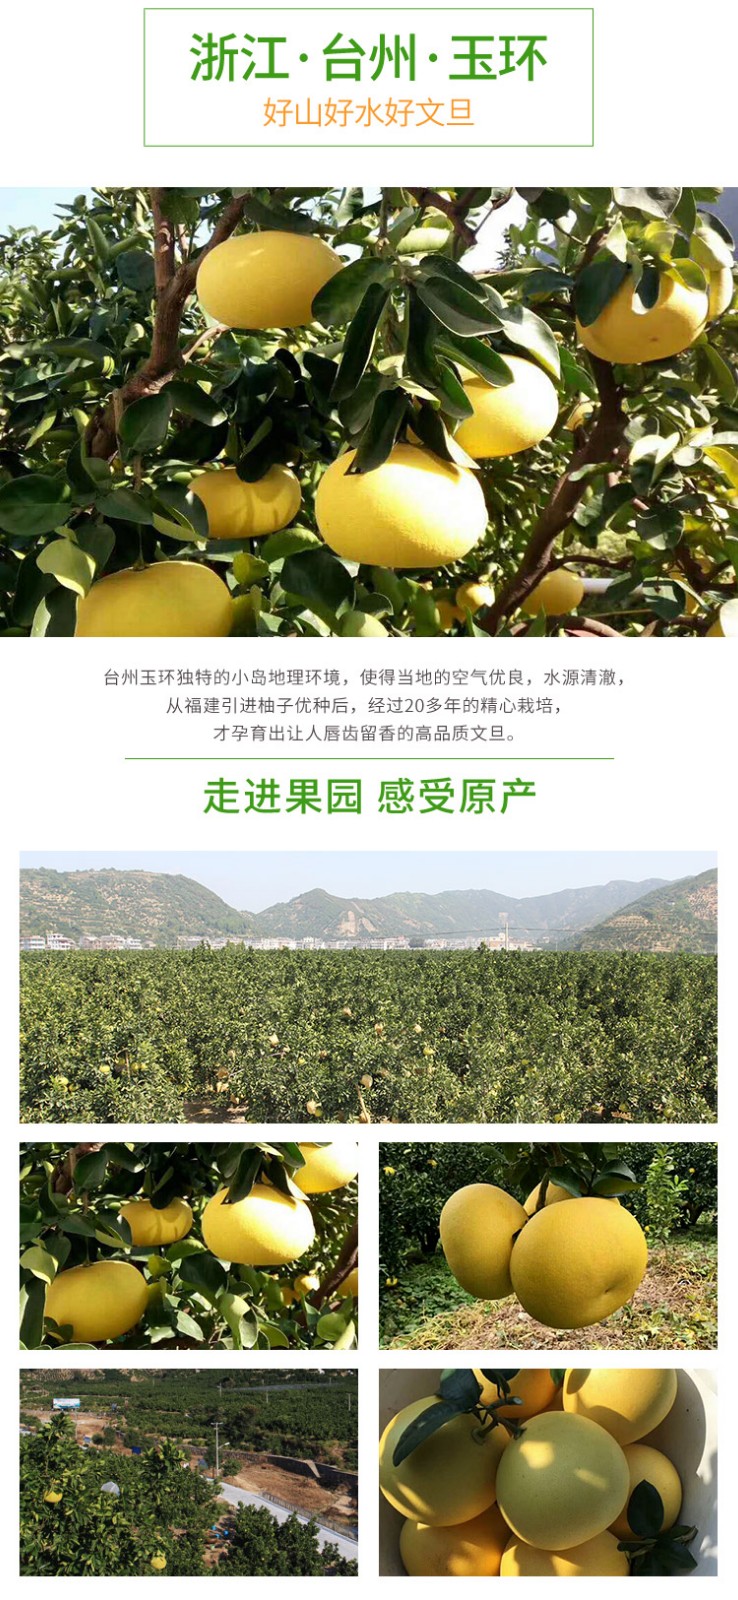 浙江·台州·玉环
好山好水好文旦
台州玉环独特的小岛地理环境，使得当地的空气优良，水源清澈，
从福建引进柚子优种后，经过20多年的精心栽培，
才孕育出让人唇齿留香的高品质文旦。
走进果园 感受原产